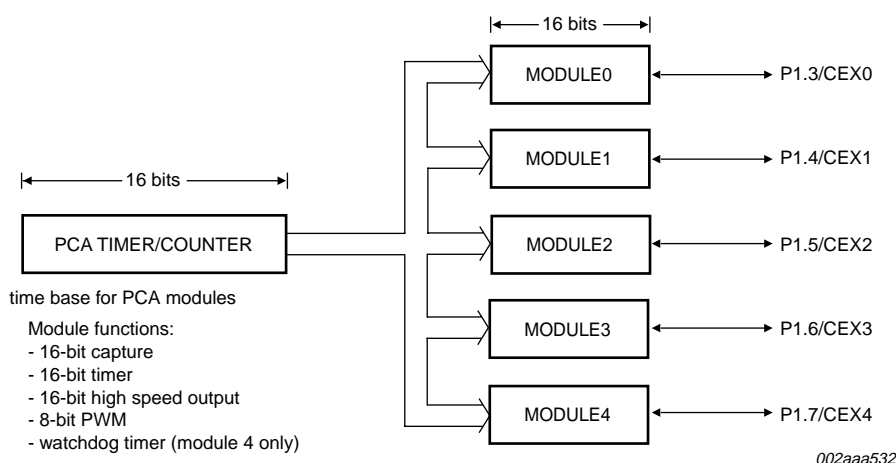 16 bits
MODULE0
P1.3/CEX0
MODULE1
P1.4/CEX1
16 bits
PCA TIMER/COUNTER
MODULE2
P1.5/CEX2
time base for PCA modules
Module functions:
- 16-bit capture
- 16-bit timer
- 16-bit high speed output
- 8-bit PWM
- watchdog timer (module 4 only)
MODULE3
P1.6/CEX3
MODULE4
P1.7/CEX4
002aaa532